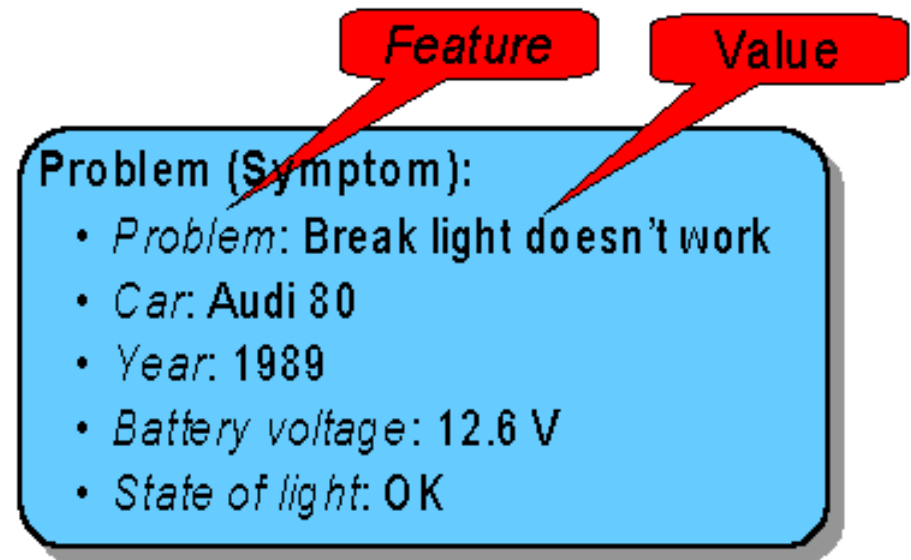 Feature
Value
Problem (Symptom):
• Problem: Break light doesn't work
• Car: Audi 80
• Year: 1989
• Battery voltage: 12.6 V
• State of light: OK